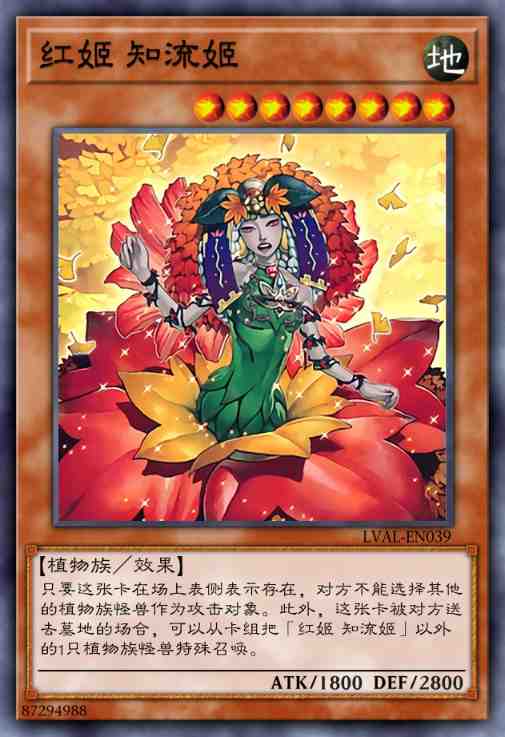 红姬 知流姬
地
LVAL-EN039
【植物族／效果】
只要这张卡在场上表侧表示存在，对方不能选择其他
的植物族怪兽作为攻击对象。此外，这张卡被对方送
去墓地的场合，可以从卡组把「红姬 知流姬」以外
的1只植物族怪兽特殊召唤。
ATK/1800 DEF/2800
87294988